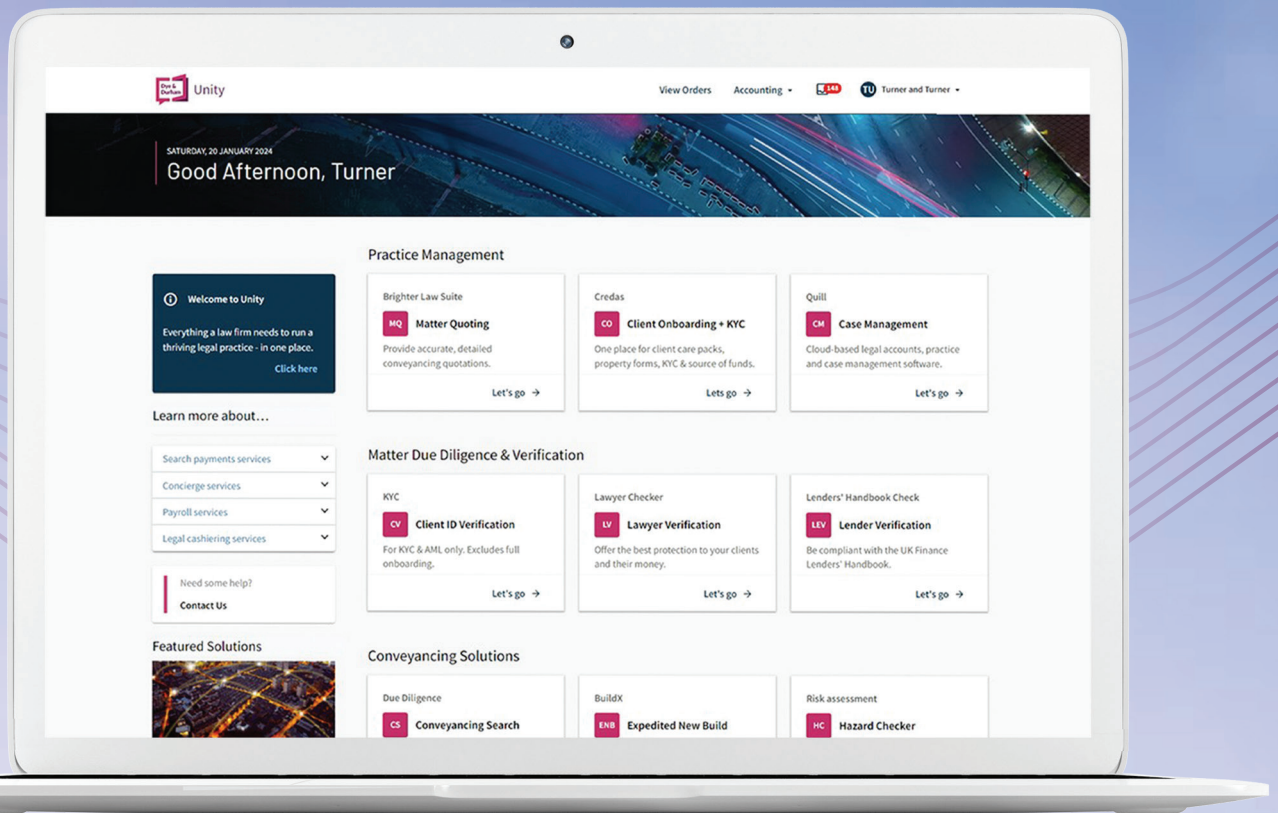 Dye &
Durham
Unity
View Orders
Accounting
148
TU
Turner and Turner
SATURDAY, 20 JANUARY 2024
Good Afternoon, Turner
Welcome to Unity
Everything a law firm needs to run a
thriving legal practice - in one place.
Click here
Learn more about...
Search payments services
Concierge services
Payroll services
Legal cashiering services
Need some help?
Contact Us
Featured Solutions
Practice Management
Brighter Law Suite
MQ Matter Quoting
Provide accurate, detailed
conveyancing quotations.
Let's go →
Credas
CO Client Onboarding + KYC
One place for client care packs,
property forms, KYC & source of funds.
Lets go →
Quill
CM Case Management
Cloud-based legal accounts, practice
and case management software.
Let's go →
Matter Due Diligence & Verification
KYC
CV Client ID Verification
For KYC & AML only. Excludes full
onboarding.
Let's go →
Lawyer Checker
LV Lawyer Verification
Offer the best protection to your clients
and their money.
Let's go →
Lenders' Handbook Check
LEV Lender Verification
Be compliant with the UK Finance
Lenders' Handbook.
Let's go →
Conveyancing Solutions
Due Diligence
CS Conveyancing Search
BuildX
ENB Expedited New Build
Risk assessment
HC Hazard Checker